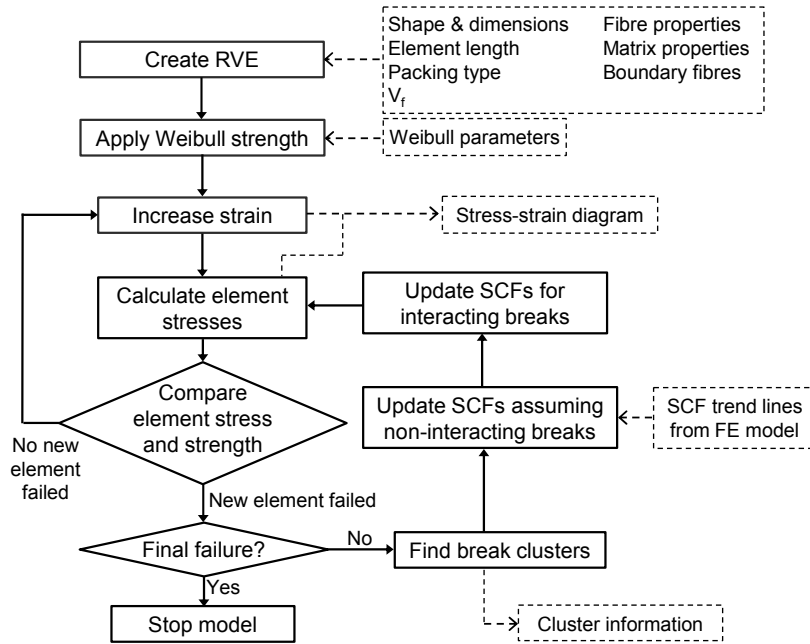 Create RVE
Shape & dimensions
Element length
Packing type
Vf
Fibre properties
Matrix properties
Boundary fibres
Apply Weibull strength
Weibull parameters
Increase strain
Stress-strain diagram
Calculate element
stresses
Update SCFs for
interacting breaks
Compare
element stress
and strength
Update SCFs assuming
non-interacting breaks
SCF trend lines
from FE model
No new
element
failed
New element failed
Final failure?
No
Find break clusters
Yes
Stop model
Cluster information